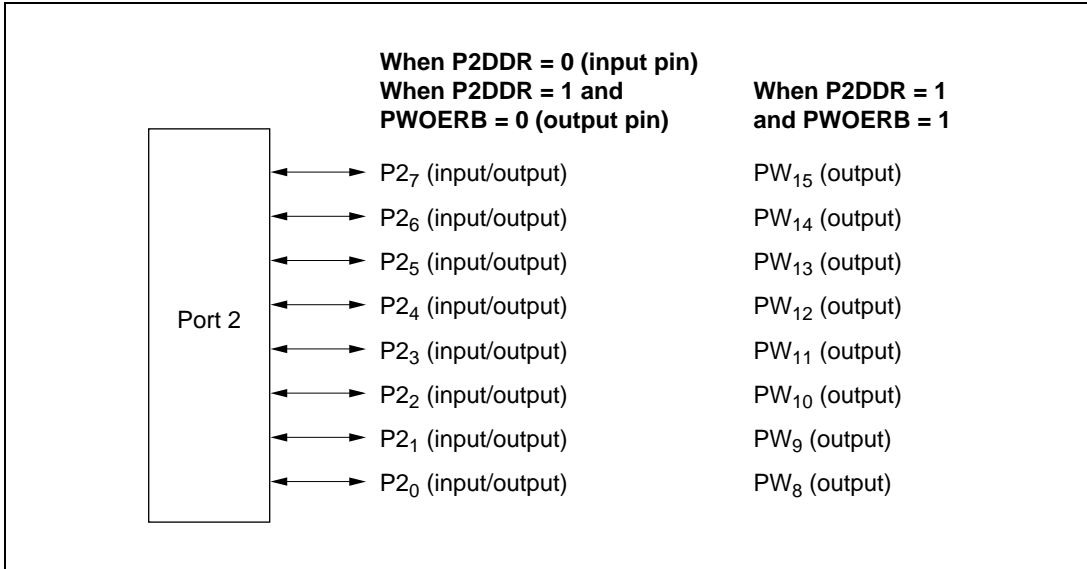 When P2DDR = 0 (input pin)
When P2DDR = 1 and
PWOERB = 0 (output pin)
When P2DDR = 1
and PWOERB = 1
Port 2
P2₇ (input/output) PW₁₅ (output)
P2₆ (input/output) PW₁₄ (output)
P2₅ (input/output) PW₁₃ (output)
P2₄ (input/output) PW₁₂ (output)
P2₃ (input/output) PW₁₁ (output)
P2₂ (input/output) PW₁₀ (output)
P2₁ (input/output) PW₉ (output)
P2₀ (input/output) PW₈ (output)